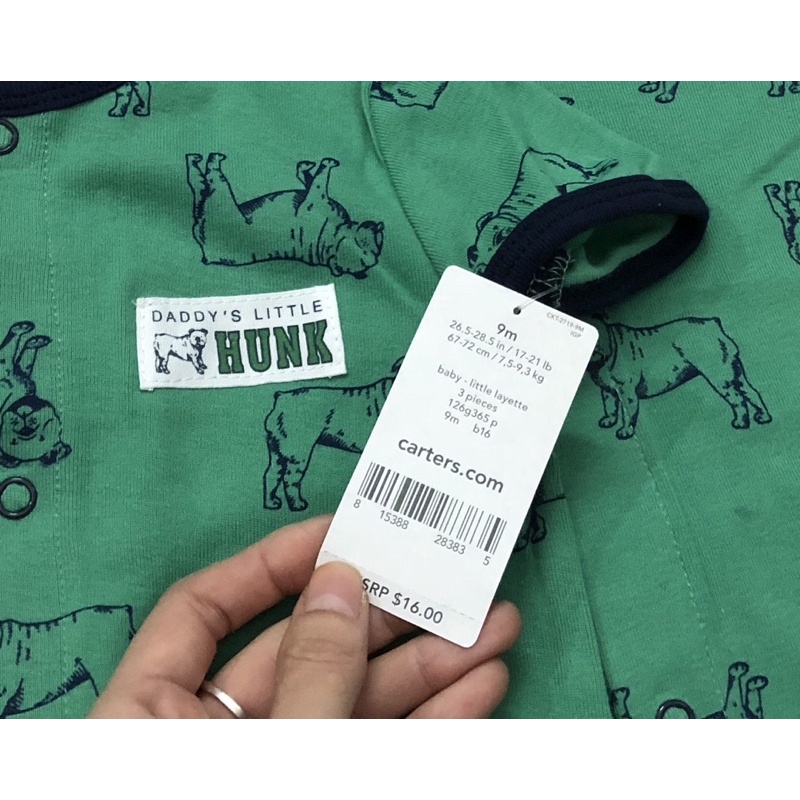 DADDY'S LITTLE
HUNK
9m
26.5-28.5 in / 17-21 lb
67-72 cm / 7,5-9,3 kg
baby - little layette
3 pieces
126g365 p
9m b16
carters.com
8 15388 28383 5
SRP $16.00